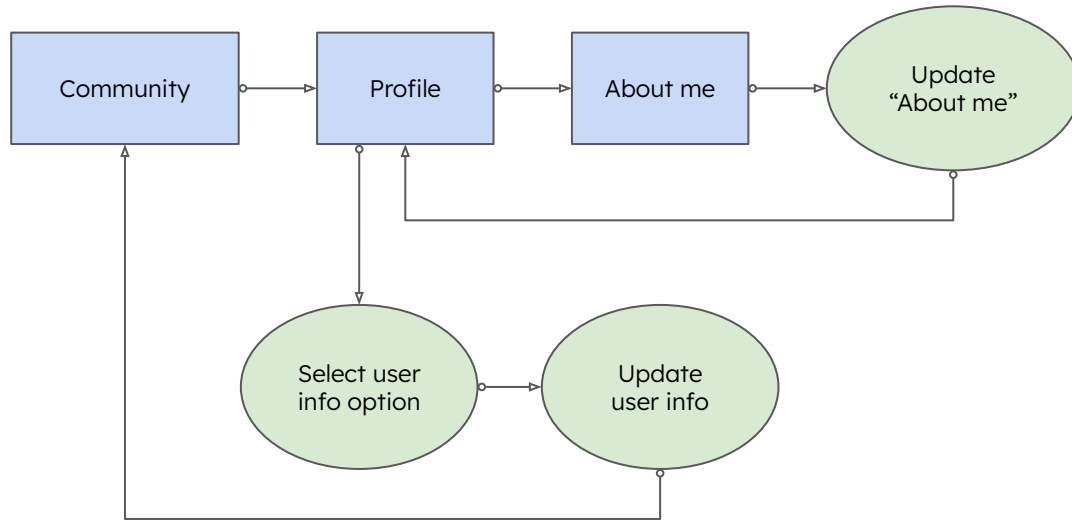 Community
Profile
About me
Update
“About me”
Select user
info option
Update
user info